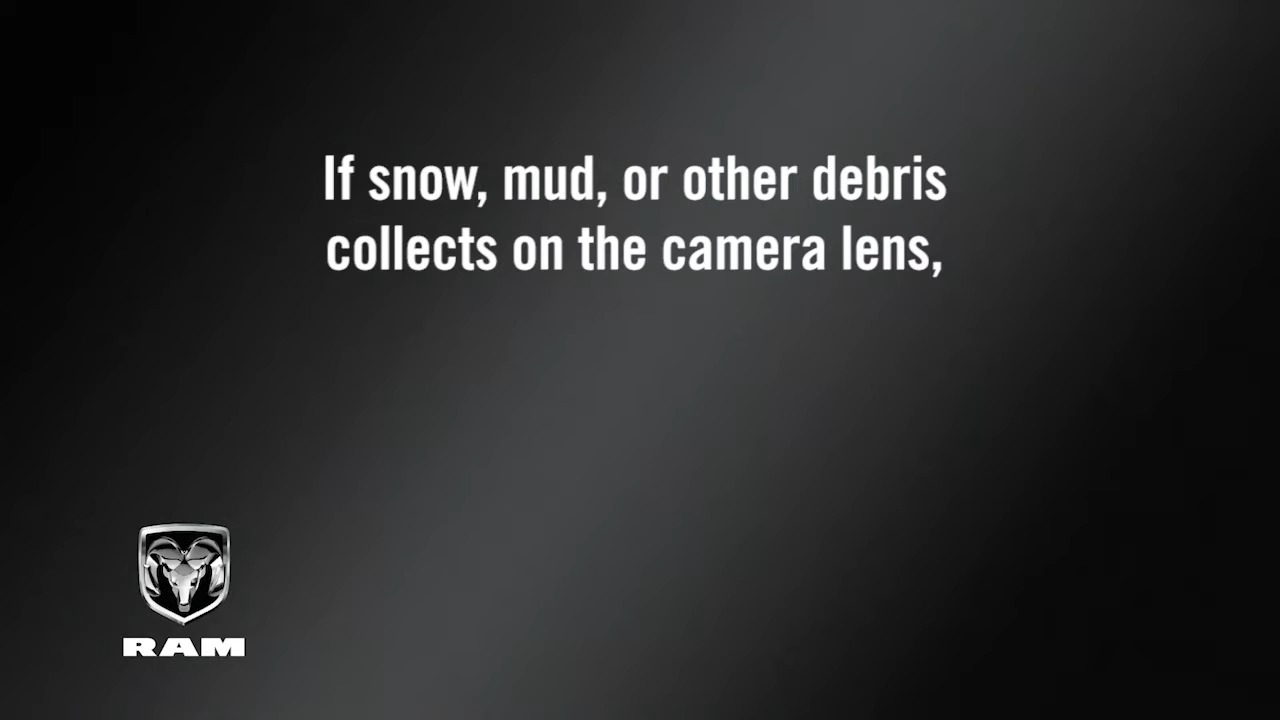 If snow, mud, or other debris
collects on the camera lens,
RAM